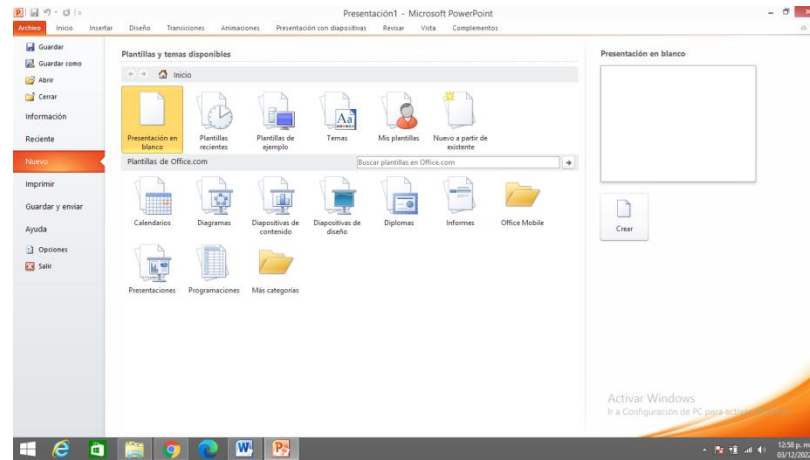 Presentación1 - Microsoft PowerPoint
Archivo Inicio Insertar Diseño Transiciones Animaciones Presentación con diapositivas Revisar Vista Complementos
Guardar
Guardar como
Abrir
Cerrar
Información
Reciente
Nuevo
Imprimir
Guardar y enviar
Ayuda
Opciones
Salir
Plantillas y temas disponibles
Inicio
Presentación en blanco
Plantillas recientes
Plantillas de ejemplo
Temas
Mis plantillas
Nuevo a partir de existente
Plantillas de Office.com
Buscar plantillas en Office.com
Calendarios
Diagramas
Diapositivas de contenido
Diapositivas de diseño
Diplomas
Informes
Office Mobile
Presentaciones
Programaciones
Más categorías
Presentación en blanco
Crear
Activar Windows
Ir a Configuración de PC para
12:58 p. m.
03/12/202